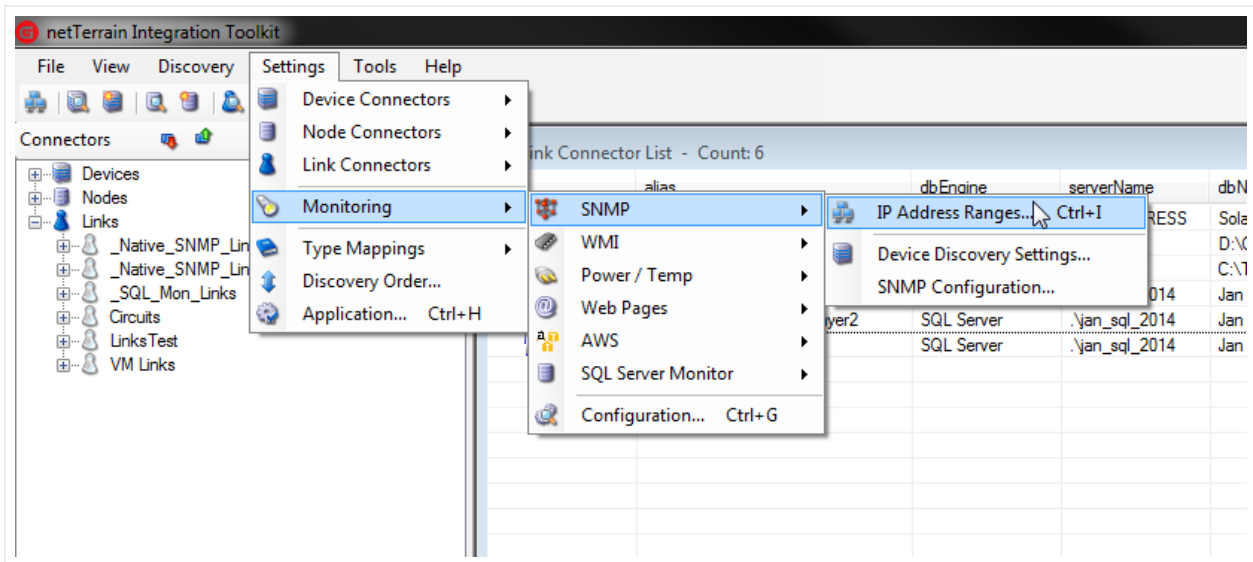 netTerrain Integration Toolkit
File View Discovery Settings Tools Help
Connectors
Devices
Nodes
Links
_Native_SNMP_Lin
_Native_SNMP_Lin
_SQL_Mon_Links
Circuits
LinksTest
VM Links
Device Connectors
Node Connectors
Link Connectors
Monitoring
Type Mappings
Discovery Order...
Application... Ctrl+H
SNMP
WMI
Power / Temp
Web Pages
AWS
SQL Server Monitor
Configuration... Ctrl+G
IP Address Ranges... Ctrl+I
Device Discovery Settings...
SNMP Configuration...
ink Connector List - Count: 6
alias dbEngine serverName dbN
RESS Sola
D:\
C:\T
014 Jan
yer2 SQL Server .\jan_sql_2014 Jan
SQL Server .\jan_sql_2014 Jan